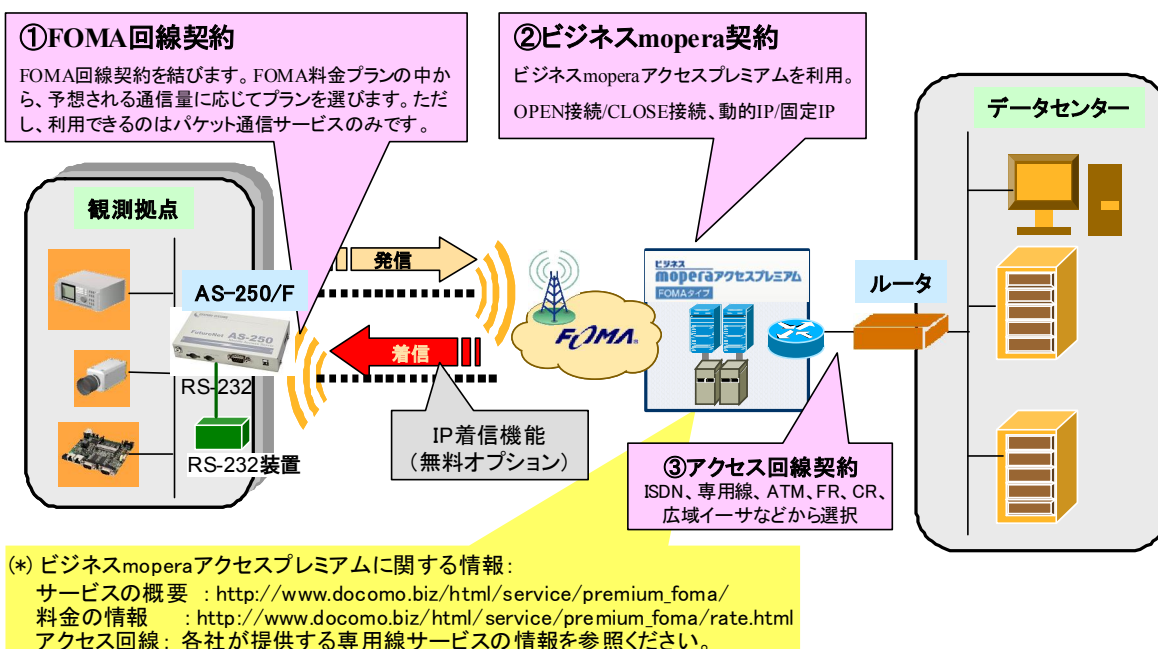 ①FOMA回線契約
FOMA回線契約を結びます。FOMA料金プランの中か
ら、予想される通信量に応じてプランを選びます。ただ
し、利用できるのはパケット通信サービスのみです。
②ビジネスmopera契約
ビジネスmoperaアクセスプレミアムを利用。
OPEN接続/CLOSE接続、動的IP/固定IP
データセンター
観測拠点
発信
AS-250/F
FutureNet AS-250
着信
RS-232
RS-232装置
FOMA
ビジネス
moperaアクセスプレミアム
FOMAタイプ
ルータ
IP着信機能
（無料オプション）
③アクセス回線契約
ISDN、専用線、ATM、FR、CR、
広域イーサなどから選択
(*) ビジネスmoperaアクセスプレミアムに関する情報：
サービスの概要 ：http://www.docomo.biz/html/service/premium_foma/
料金の情報 ：http://www.docomo.biz/html/service/premium_foma/rate.html
アクセス回線： 各社が提供する専用線サービスの情報を参照ください。